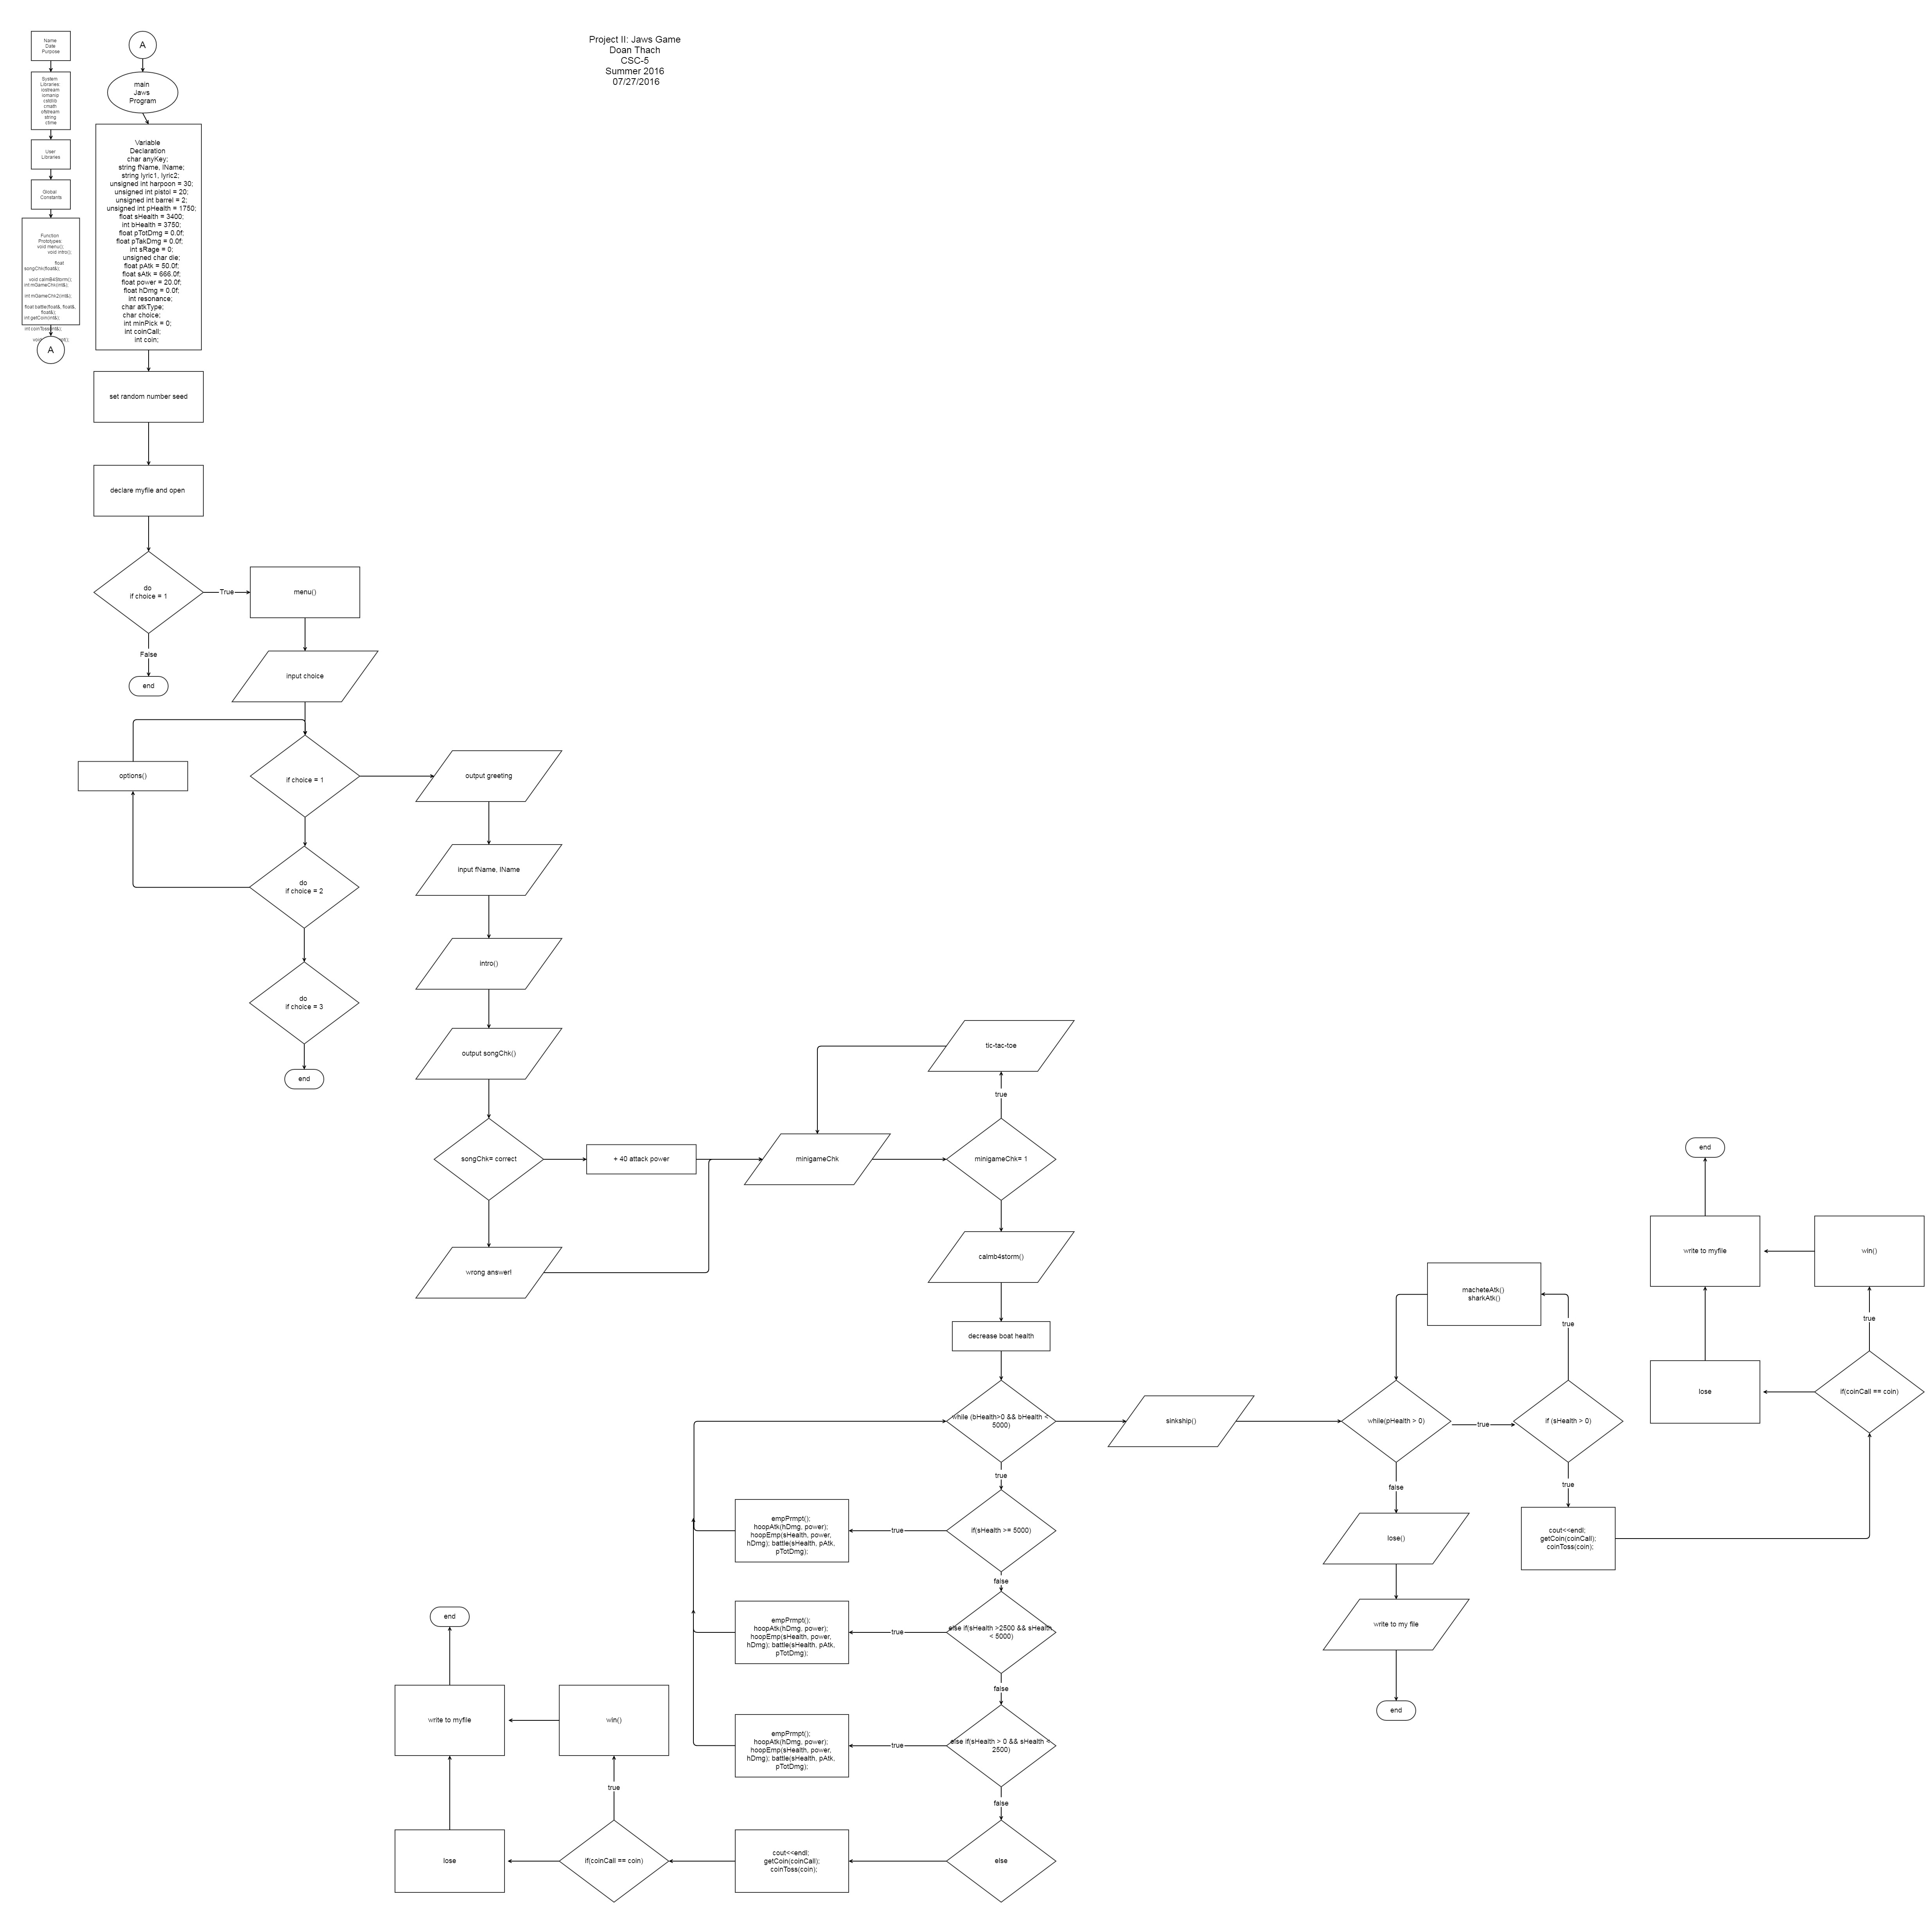 Project II: Jaws Game
Doan Thach
CSC-5
Summer 2016
07/27/2016
Name
Date
Purpose
System
Libraries:
iostream
iomanip
cstdlib
cmath
ofstream
string
ctime
User
Libraries
Global
Constants
Function
Prototypes:
void menu();
void intro();
float
songChk(float&);
void calmB4Storm();
int miGameChk(int&);
int miGameChk2(int&);
float battle(float&, float&,
float&);
int getCoin(int&);
int coinToss(int&);
A
A
main
Jaws
Program
Variable
Declaration
char anyKey;
string fName, lName;
string lyric1, lyric2;
unsigned int harpoon = 30;
unsigned int pistol = 20;
unsigned int barrel = 2;
unsigned int pHealth = 1750;
float sHealth = 3400;
int bHealth = 3750;
float pTotDmg = 0.0f;
float pTakDmg = 0.0f;
int sRage = 0;
unsigned char die;
float pAtk = 50.0f;
float sAtk = 666.0f;
float power = 20.0f;
float hDmg = 0.0f;
int resonance;
char atkType;
char choice;
int minPick = 0;
int coinCall;
int coin;
set random number seed
declare myfile and open
do
if choice = 1
True
False
end
menu()
input choice
if choice = 1
options()
do
if choice = 2
do
if choice = 3
end
output greeting
input fName, lName
intro()
output songChk()
songChk= correct
+ 40 attack power
wrong answer!
minigameChk
tic-tac-toe
true
minigameChk= 1
calmb4storm()
decrease boat health
while (bHealth>0 && bHealth <
5000)
true
if(sHealth >= 5000)
true
empPrmpt();
hoopAtk(hDmg, power);
hoopEmp(sHealth, power,
hDmg); battle(sHealth, pAtk,
pTotDmg);
false
else if(sHealth >2500 && sHealth
< 5000)
true
empPrmpt();
hoopAtk(hDmg, power);
hoopEmp(sHealth, power,
hDmg); battle(sHealth, pAtk,
pTotDmg);
false
else if(sHealth > 0 && sHealth <
2500)
true
empPrmpt();
hoopAtk(hDmg, power);
hoopEmp(sHealth, power,
hDmg); battle(sHealth, pAtk,
pTotDmg);
false
else
cout<<endl;
getCoin(coinCall);
coinToss(coin);
if(coinCall == coin)
true
win()
lose
write to myfile
end
sinkship()
while(pHealth > 0)
true
if (sHealth > 0)
true
macheteAtk()
sharkAtk()
true
cout<<endl;
getCoin(coinCall);
coinToss(coin);
false
lose()
write to my file
end
if(coinCall == coin)
true
win()
lose
write to myfile
end